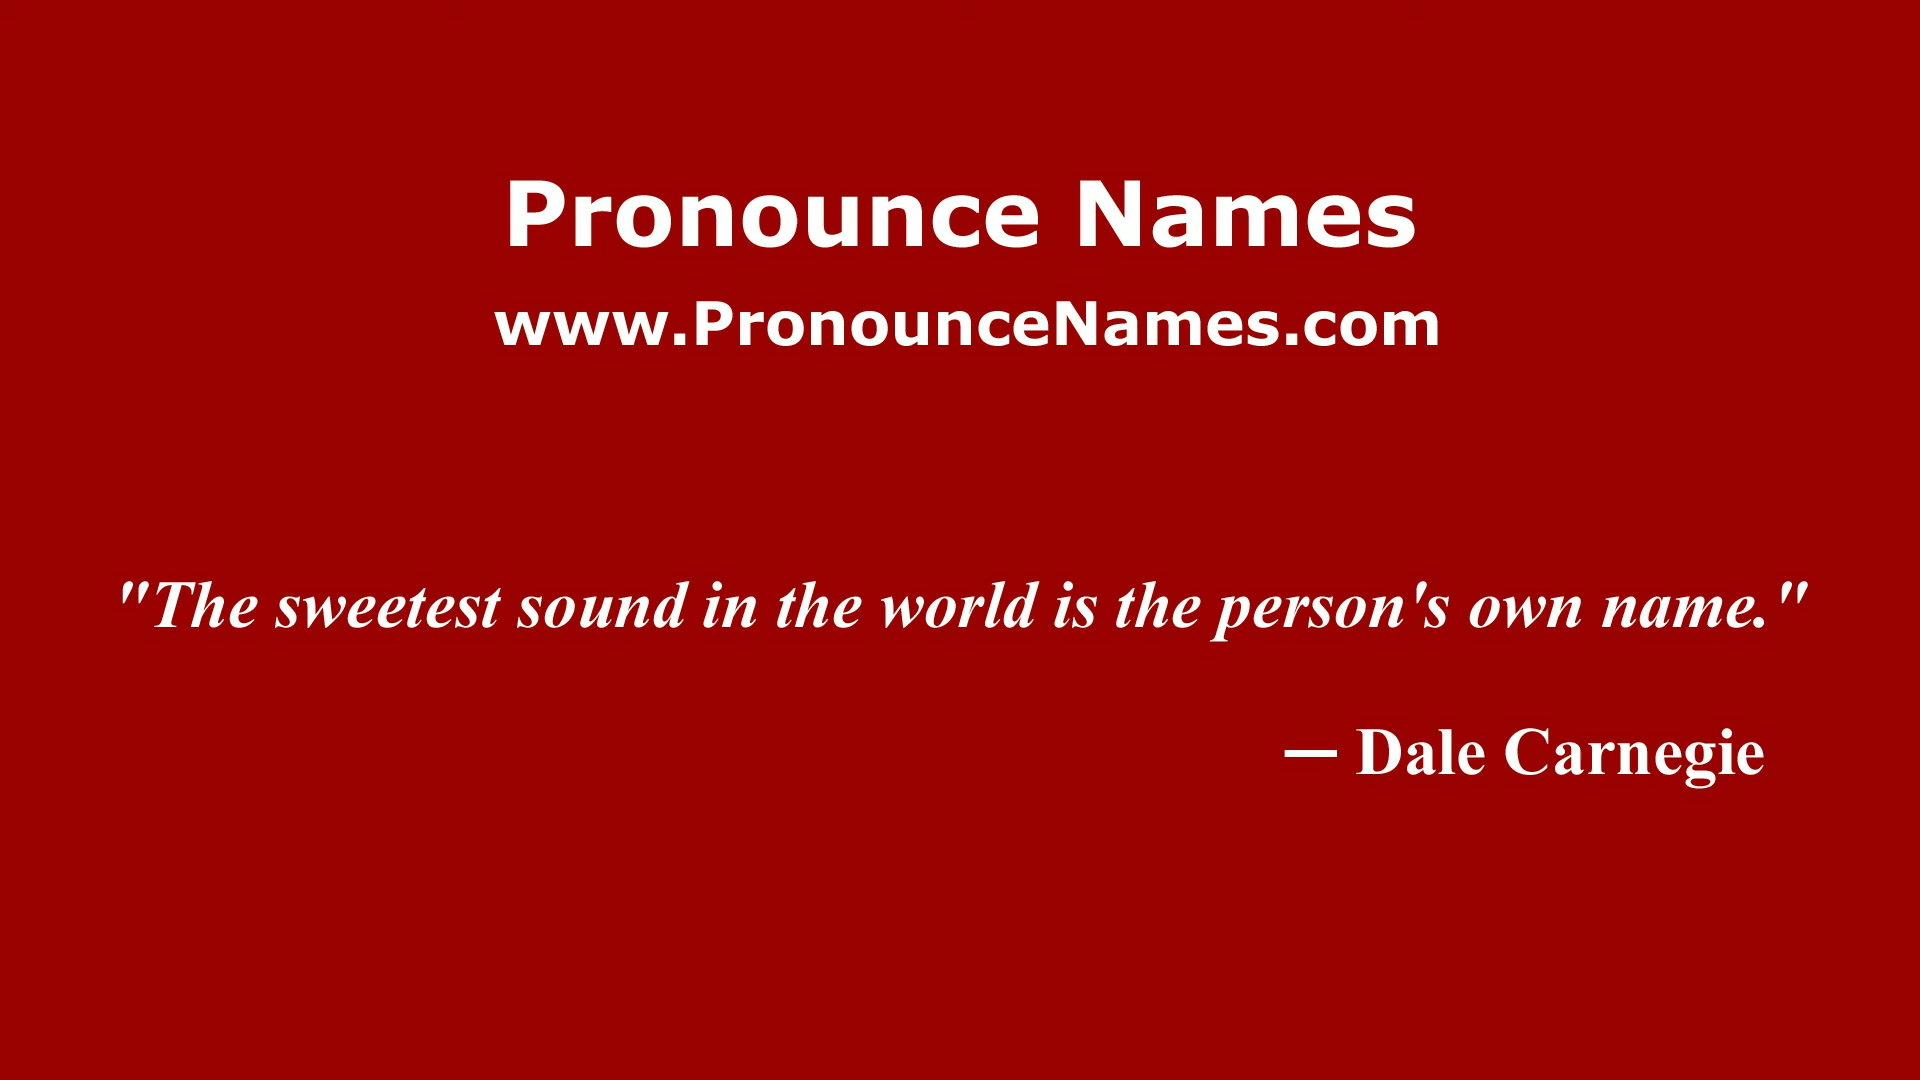 Pronounce Names
www.PronounceNames.com
"The sweetest sound in the world is the person's own name."
— Dale Carnegie